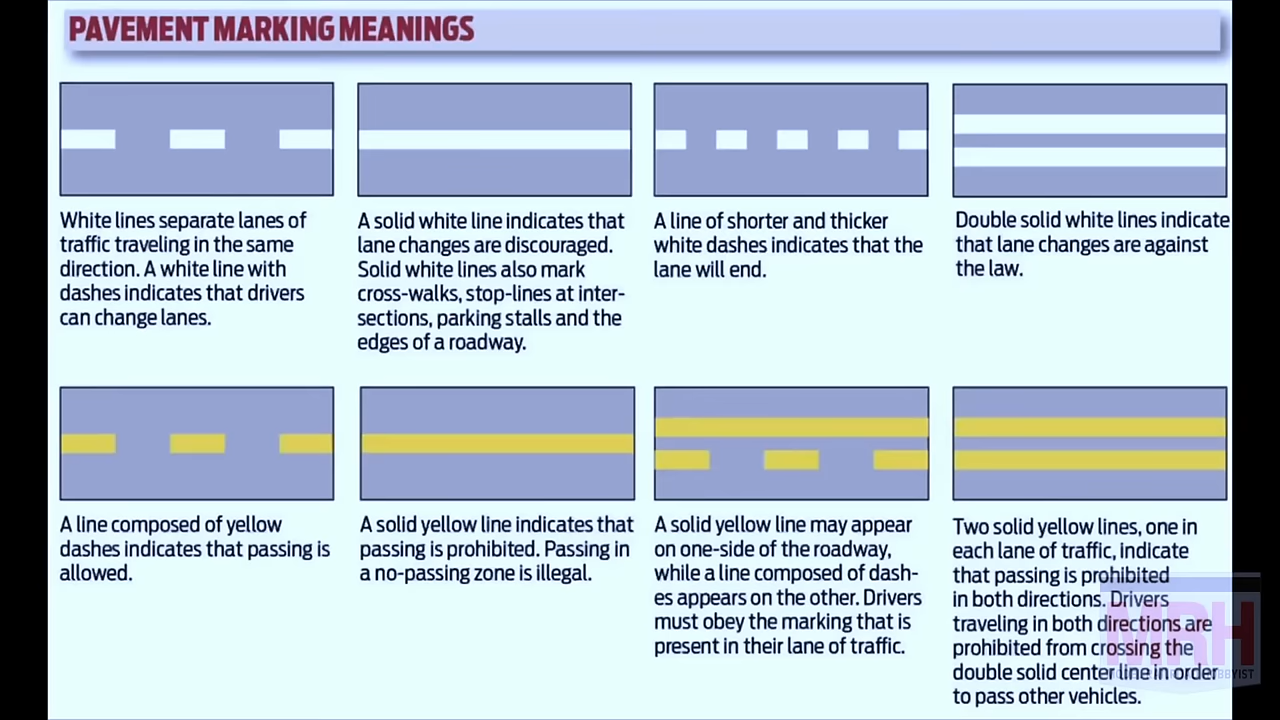 PAVEMENT MARKING MEANINGS
White lines separate lanes of
traffic traveling in the same
direction. A white line with
dashes indicates that drivers
can change lanes.
A solid white line indicates that
lane changes are discouraged.
Solid white lines also mark
cross-walks, stop-lines at inter-
sections, parking stalls and the
edges of a roadway.
A line of shorter and thicker
white dashes indicates that the
lane will end.
Double solid white lines indicate
that lane changes are against
the law.
A line composed of yellow
dashes indicates that passing is
allowed.
A solid yellow line indicates that
passing is prohibited. Passing in
a no-passing zone is illegal.
A solid yellow line may appear
on one-side of the roadway,
while a line composed of dash-
es appears on the other. Drivers
must obey the marking that is
present in their lane of traffic.
Two solid yellow lines, one in
each lane of traffic, indicate
that passing is prohibited
in both directions. Drivers
traveling in both directions are
prohibited from crossing the
double solid center line in order
to pass other vehicles.
MRH